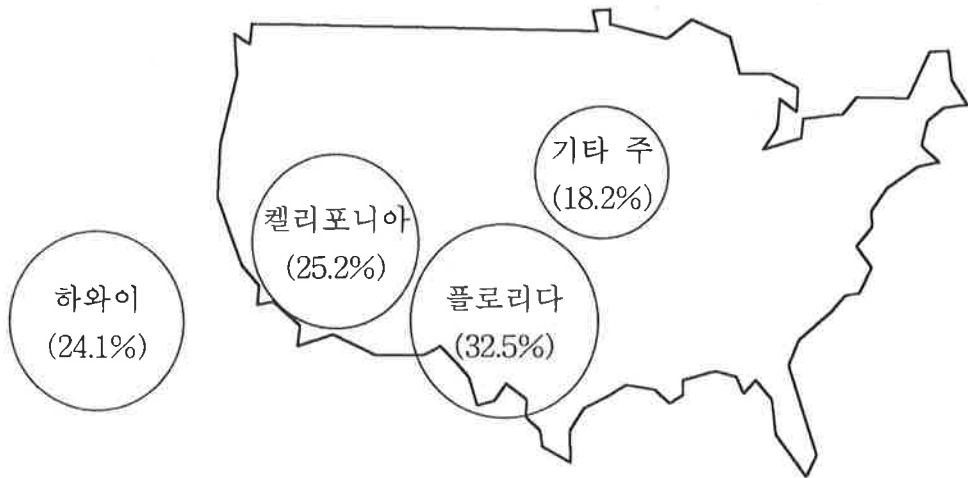 기타 주
(18.2%)
켈리포니아
(25.2%)
하와이
(24.1%)
플로리다
(32.5%)